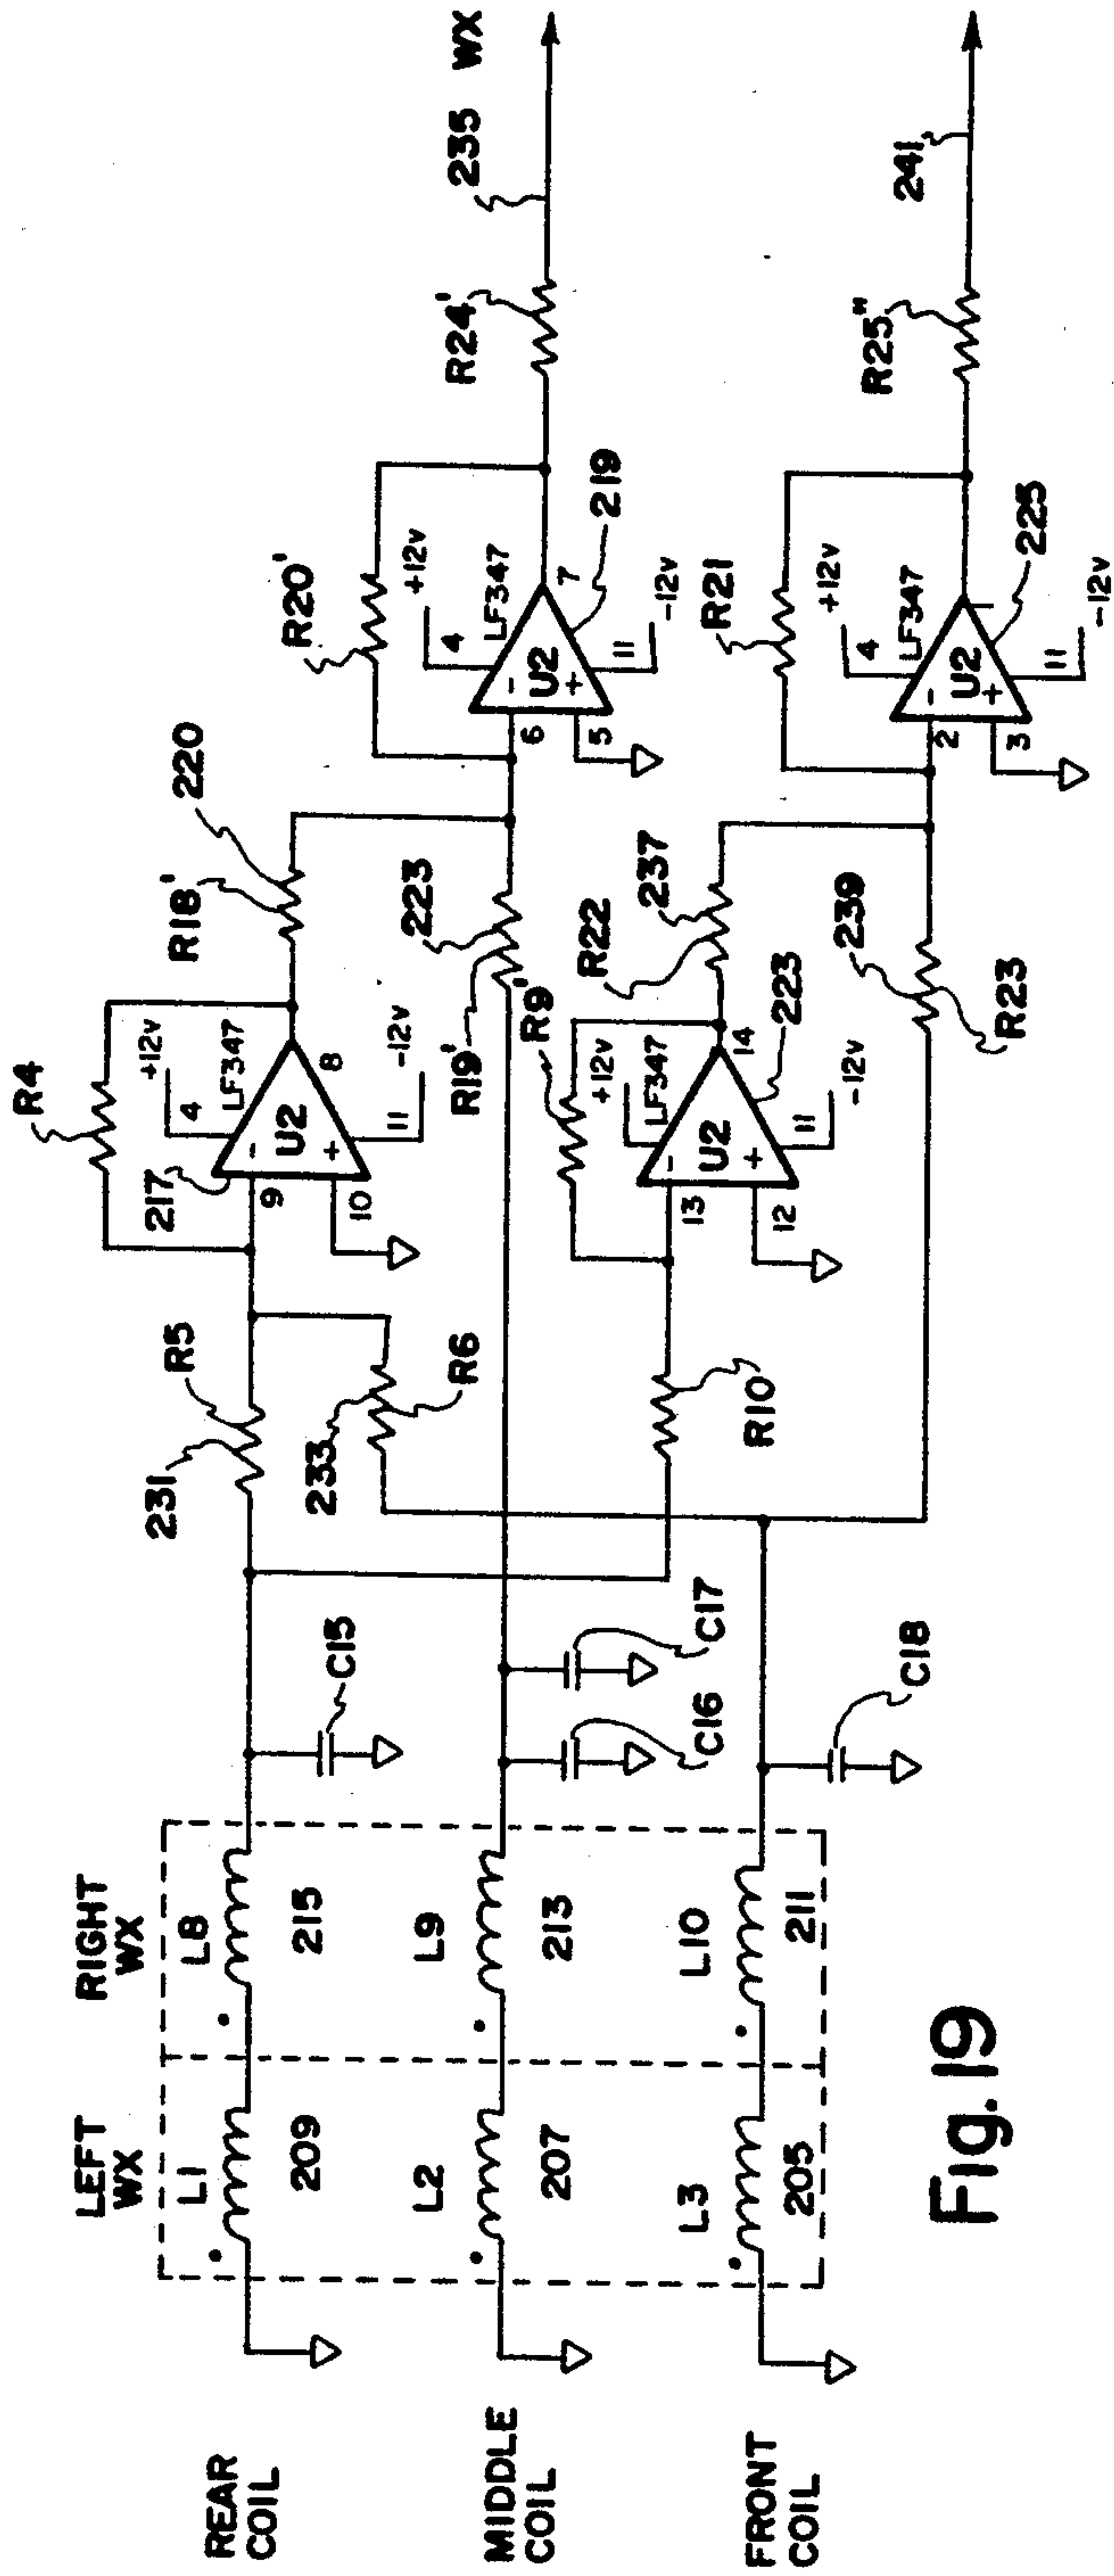 REAR
COIL
MIDDLE
COIL
FRONT
COIL
LEFT
WX
RIGHT
WX
L1
209
L8
215
L2
207
L9
213
L3
205
L10
211
C15
C16
C17
C18
231
R5
233
R6
R4
217
9
10
U2
-
+
4
+12V
LF347
8
11
-12V
R18'
220
R19'
223
R20'
6
5
U2
-
+
4
+12V
LF347
7
11
-12V
219
R24'
235
WX
R10
R9'
13
12
U2
-
+
+12V
LF347
14
11
-12V
223
R22
237
239
R23
R21
2
3
U2
-
+
4
+12V
LF347
1
11
-12V
225
R25"
241
Fig. 19